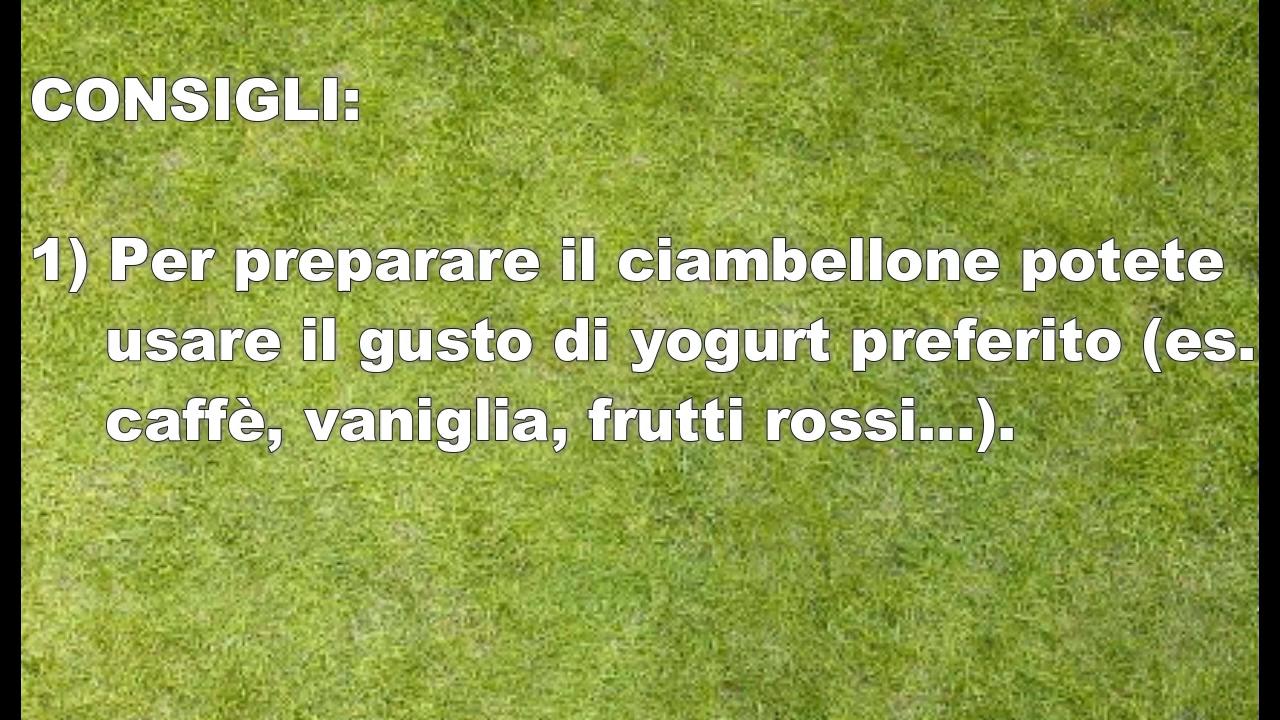 CONSIGLI:
1) Per preparare il ciambellone potete
usare il gusto di yogurt preferito (es.
caffè, vaniglia, frutti rossi...).